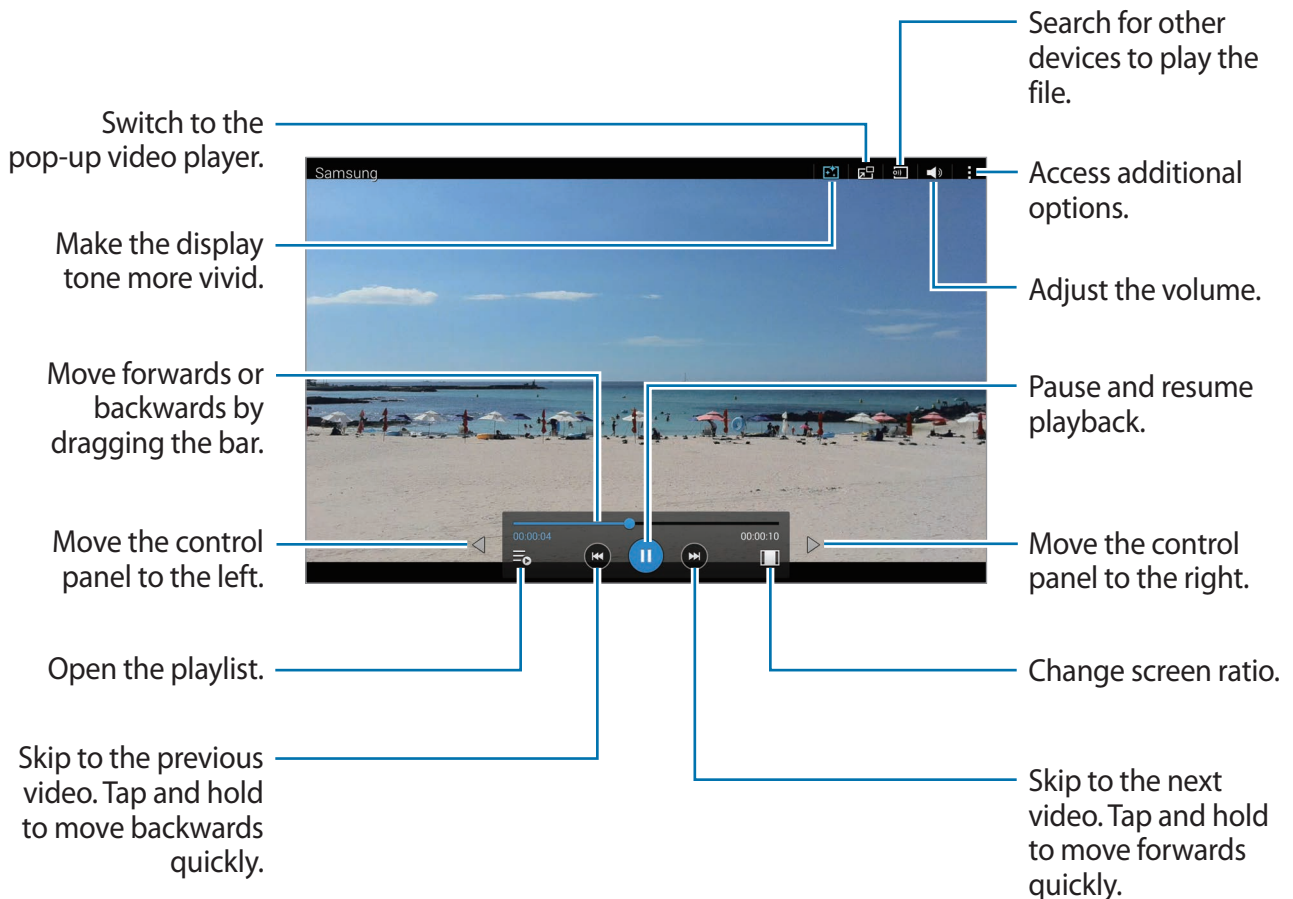 Search for other
devices to play the
file.
Switch to the
pop-up video player.
Samsung
Access additional
options.
Make the display
tone more vivid.
Adjust the volume.
Move forwards or
backwards by
dragging the bar.
Pause and resume
playback.
00:00:04
00:00:10
Move the control
panel to the left.
Move the control
panel to the right.
Open the playlist.
Change screen ratio.
Skip to the previous
video. Tap and hold
to move backwards
quickly.
Skip to the next
video. Tap and hold
to move forwards
quickly.